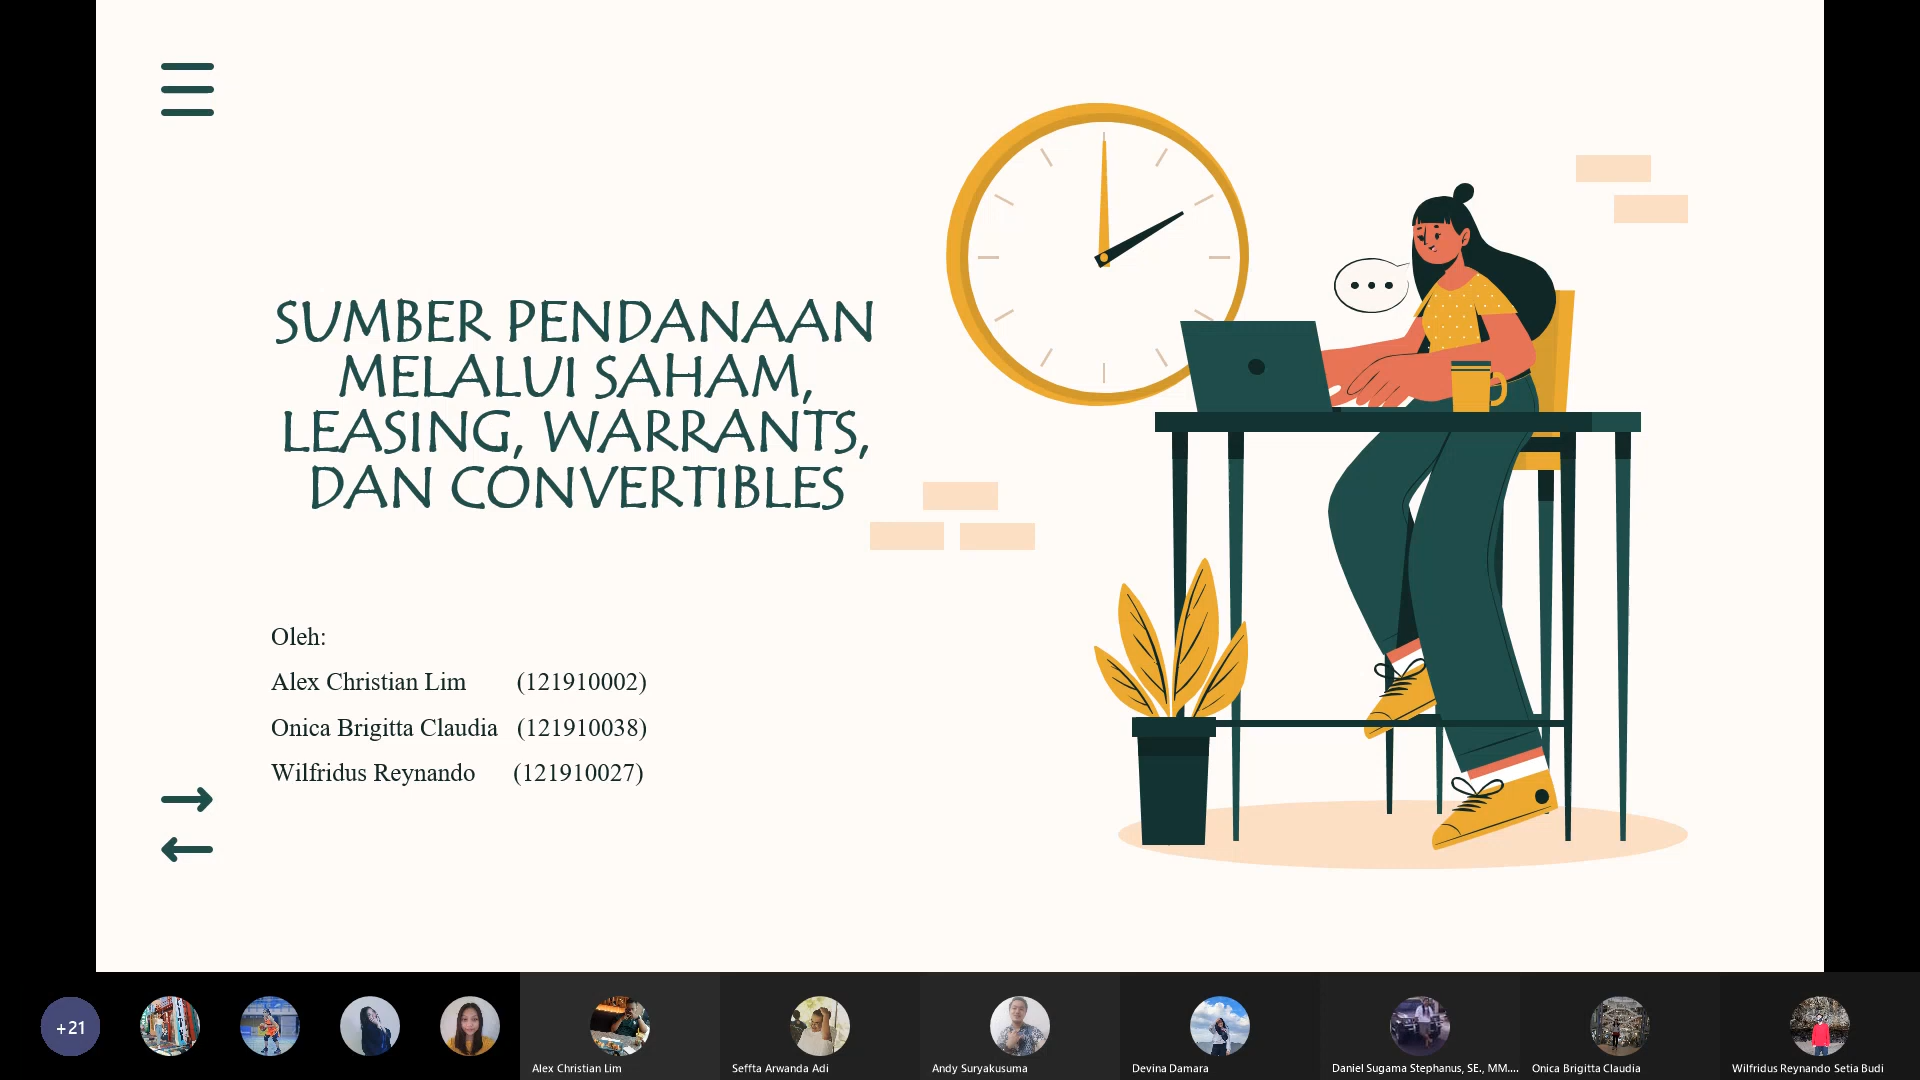 SUMBER PENDANAAN
MELALUI SAHAM,
LEASING, WARRANTS,
DAN CONVERTIBLES
Oleh:
Alex Christian Lim (121910002)
Onica Brigitta Claudia (121910038)
Wilfridus Reynando (121910027)
+21
Alex Christian Lim
Seffta Arwanda Adi
Andy Suryakusuma
Devina Damara
Daniel Sugama Stephanus, SE., MM....
Onica Brigitta Claudia
Wilfridus Reynando Setia Budi